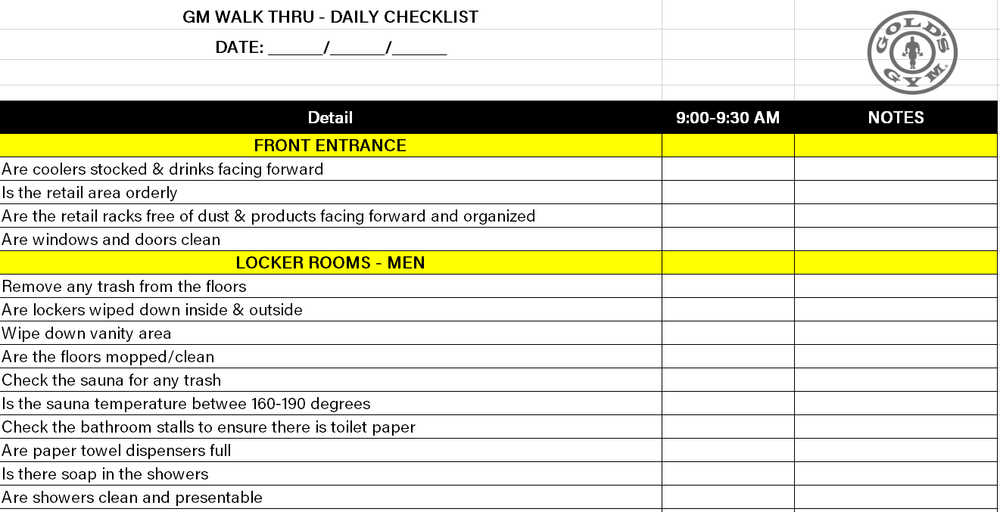 GM WALK THRU - DAILY CHECKLIST
DATE: ______/______/______
GOLD'S GYM
Detail 9:00-9:30 AM NOTES
FRONT ENTRANCE
Are coolers stocked & drinks facing forward
Is the retail area orderly
Are the retail racks free of dust & products facing forward and organized
Are windows and doors clean
LOCKER ROOMS - MEN
Remove any trash from the floors
Are lockers wiped down inside & outside
Wipe down vanity area
Are the floors mopped/clean
Check the sauna for any trash
Is the sauna temperature betwee 160-190 degrees
Check the bathroom stalls to ensure there is toilet paper
Are paper towel dispensers full
Is there soap in the showers
Are showers clean and presentable